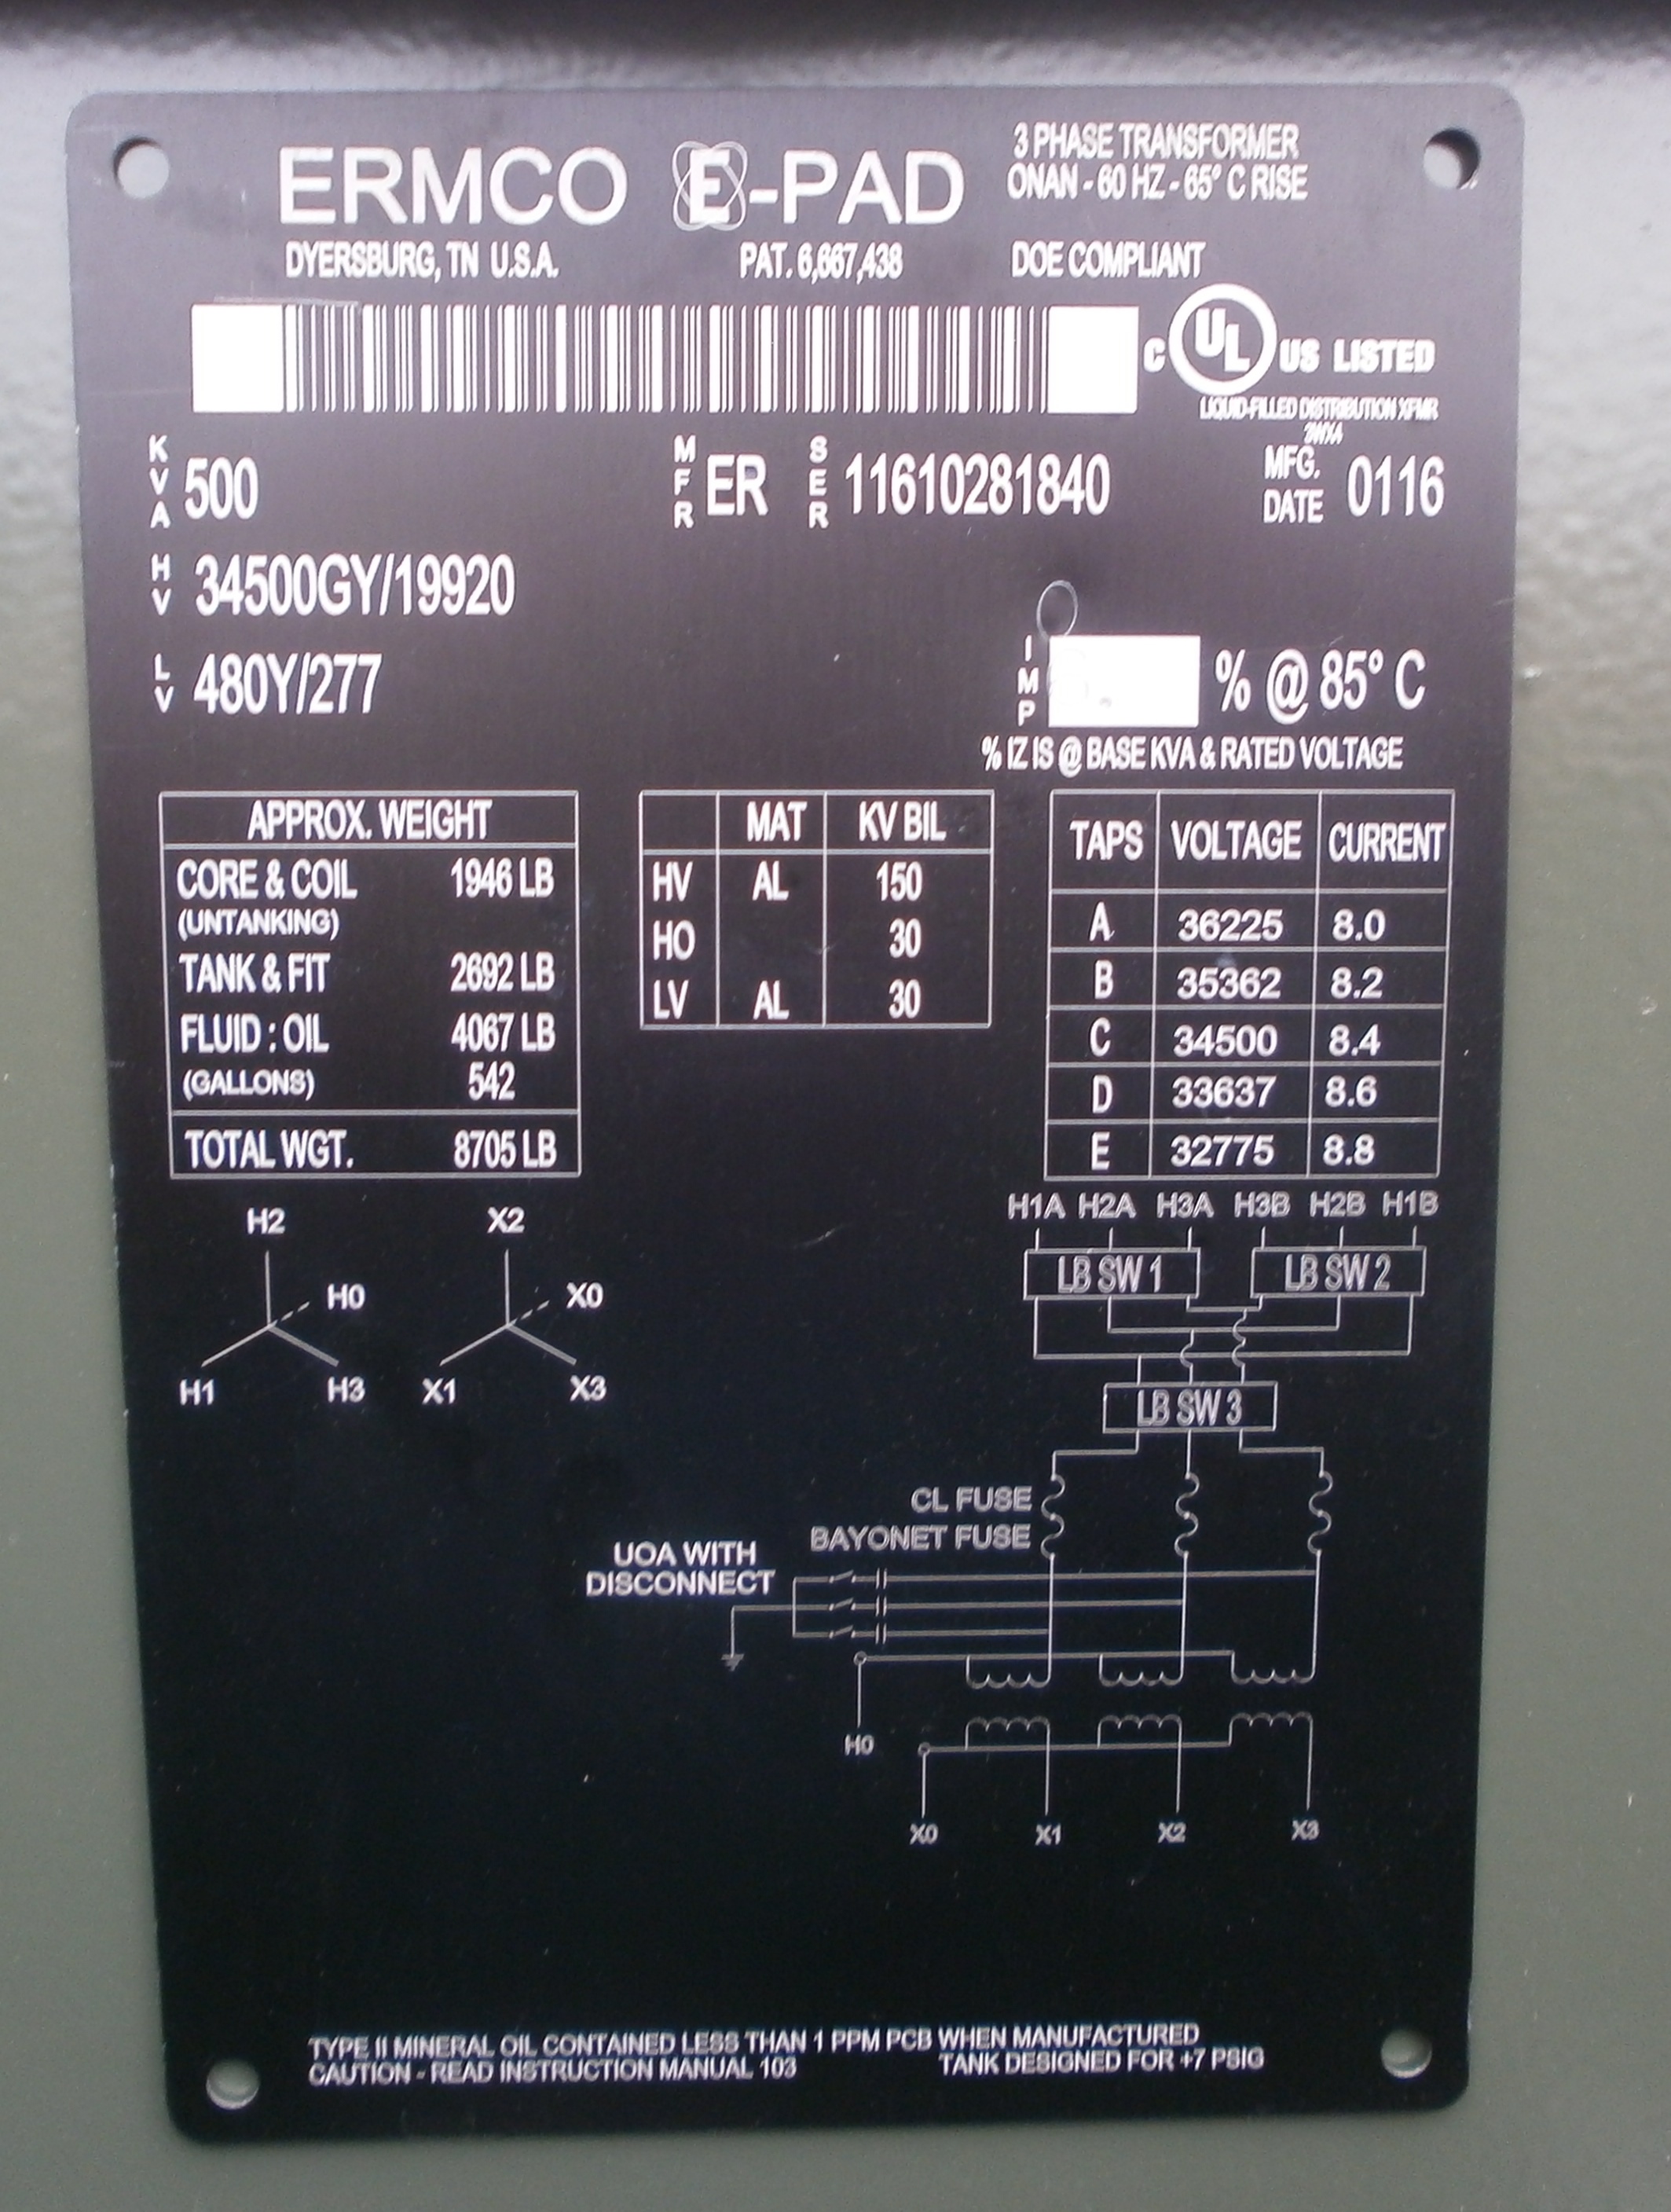 ERMCO E-PAD
3 PHASE TRANSFORMER
ONAN - 60 HZ - 65° C RISE
DYERSBURG, TN U.S.A.
PAT. 6,667,438
DOE COMPLIANT
C UL US LISTED
LIQUID-FILLED DISTRIBUTION XFMR
KVA 500
MFR ER
SER 11610281840
MFG. DATE 0116
HV 34500GY/19920
LV 480Y/277
IMP % @ 85° C
% IZ IS @ BASE KVA & RATED VOLTAGE
APPROX. WEIGHT
CORE & COIL 1946 LB
(UNTANKING)
TANK & FIT 2692 LB
FLUID : OIL 4067 LB
(GALLONS) 542
TOTAL WGT. 8705 LB
MAT KV BIL
HV AL 150
HO 30
LV AL 30
TAPS VOLTAGE CURRENT
A 36225 8.0
B 35362 8.2
C 34500 8.4
D 33637 8.6
E 32775 8.8
H2
H0
H1 H3
X2
X0
X1 X3
H1A H2A H3A H3B H2B H1B
LB SW 1 LB SW 2
LB SW 3
CL FUSE
BAYONET FUSE
UOA WITH
DISCONNECT
H0
X0 X1 X2 X3
TYPE II MINERAL OIL CONTAINED LESS THAN 1 PPM PCB WHEN MANUFACTURED
CAUTION - READ INSTRUCTION MANUAL 103 TANK DESIGNED FOR +7 PSIG